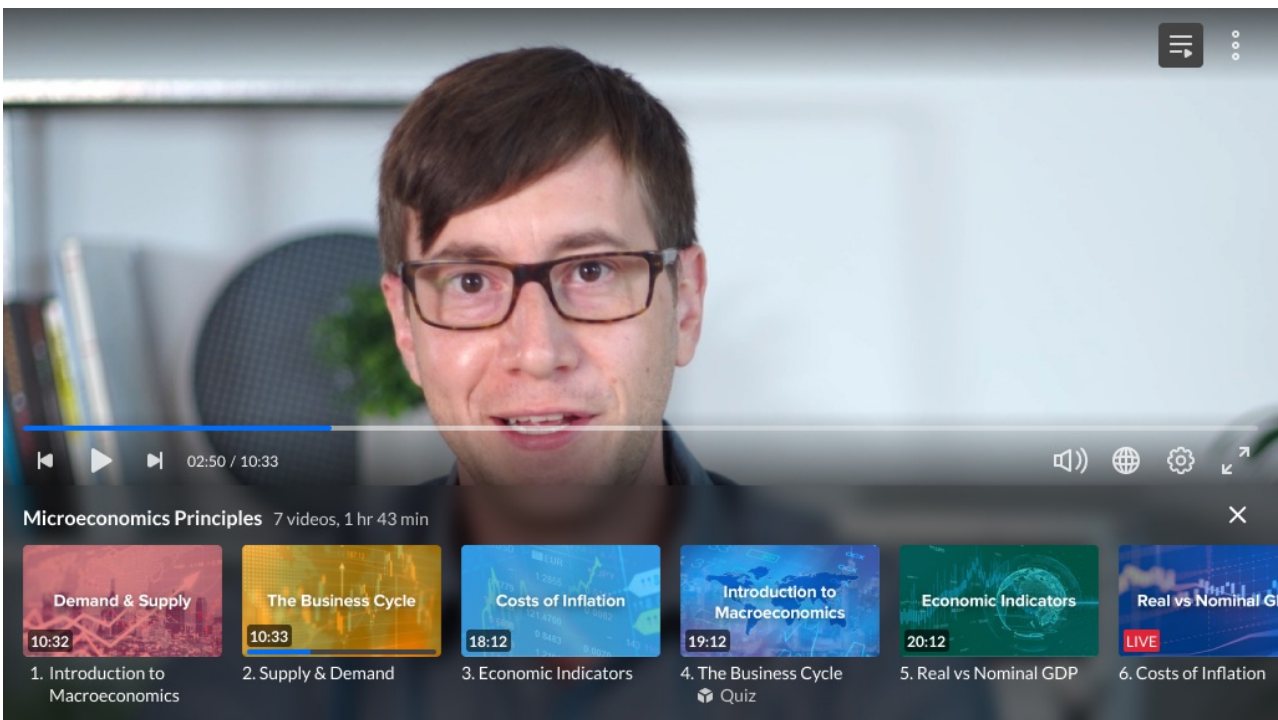 02:50 / 10:33
Microeconomics Principles 7 videos, 1 hr 43 min
Demand & Supply
10:32
1. Introduction to
Macroeconomics
The Business Cycle
10:33
2. Supply & Demand
Costs of Inflation
18:12
3. Economic Indicators
Introduction to
Macroeconomics
19:12
4. The Business Cycle
Quiz
Economic Indicators
20:12
5. Real vs Nominal GDP
Real vs Nominal
LIVE
6. Costs of Inflation